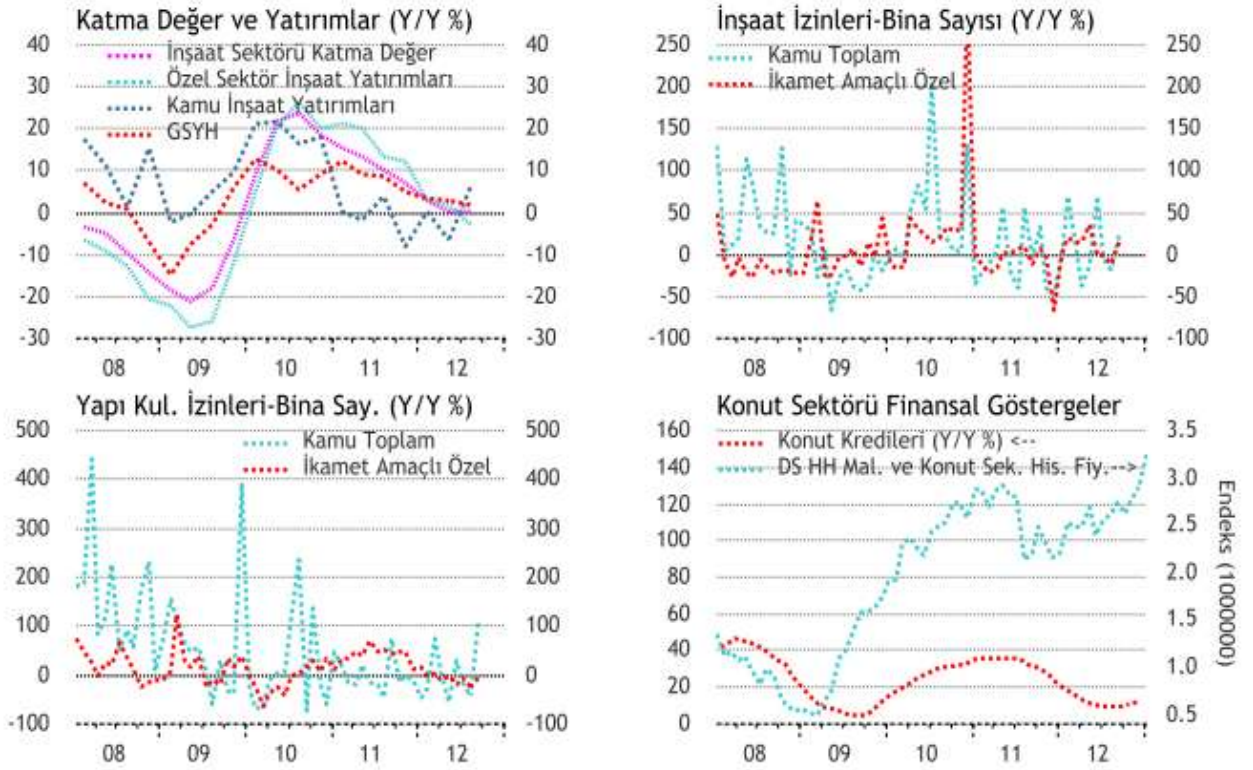 Katma Değer ve Yatırımlar (Y/Y %)
40 40
İnşaat Sektörü Katma Değer
30 30
Özel Sektör İnşaat Yatırımları
Kamu İnşaat Yatırımları
20 20
GSYH
10 10
0 0
-10 -10
-20 -20
-30 -30
08 09 10 11 12
İnşaat İzinleri-Bina Sayısı (Y/Y %)
250 250
Kamu Toplam
200 200
İkamet Amaçlı Özel
150 150
100 100
50 50
0 0
-50 -50
-100 -100
08 09 10 11 12
Yapı Kul. İzinleri-Bina Say. (Y/Y %)
500 500
Kamu Toplam
400 400
İkamet Amaçlı Özel
300 300
200 200
100 100
0 0
-100 -100
08 09 10 11 12
Konut Sektörü Finansal Göstergeler
160 3.5
Konut Kredileri (Y/Y %) <--
140 3.0
DS HH Mal. ve Konut Sek. His. Fiy.-->
120 2.5
100 2.0
80
60 1.5
40 1.0
20
0 0.5
08 09 10 11 12
Endeks (1000000)